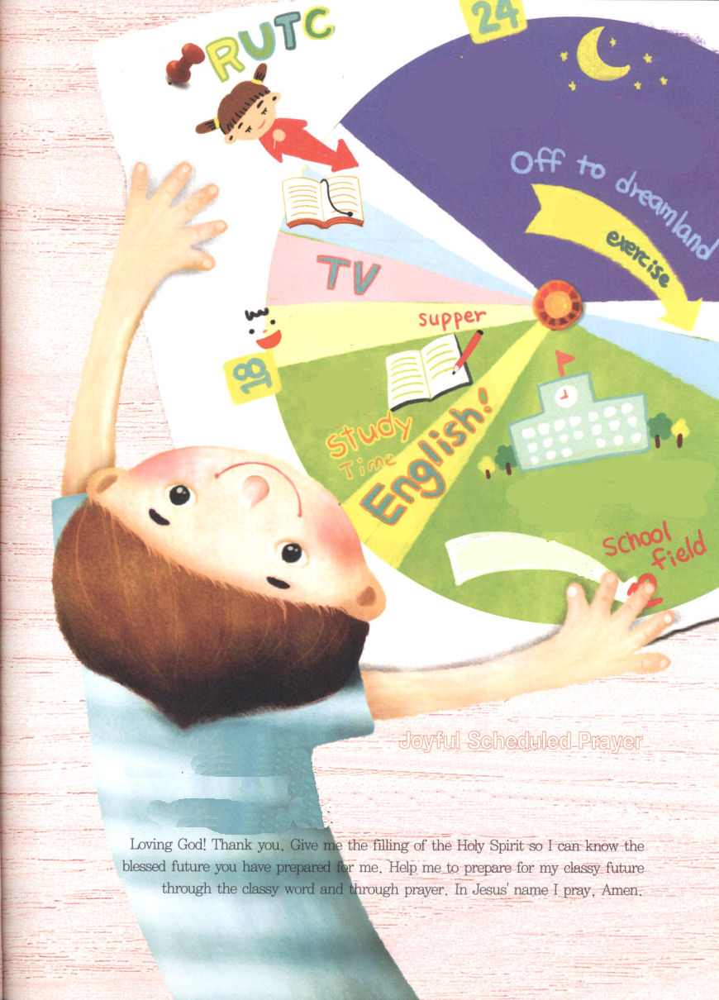 RUTC
24
Off to dreamland
exercise
TV
supper
18
study
Time
English!
school
field
Joyful Scheduled Prayer
Loving God! Thank you. Give me the filling of the Holy Spirit so I can know the
blessed future you have prepared for me. Help me to prepare for my classy future
through the classy word and through prayer. In Jesus' name I pray, Amen.